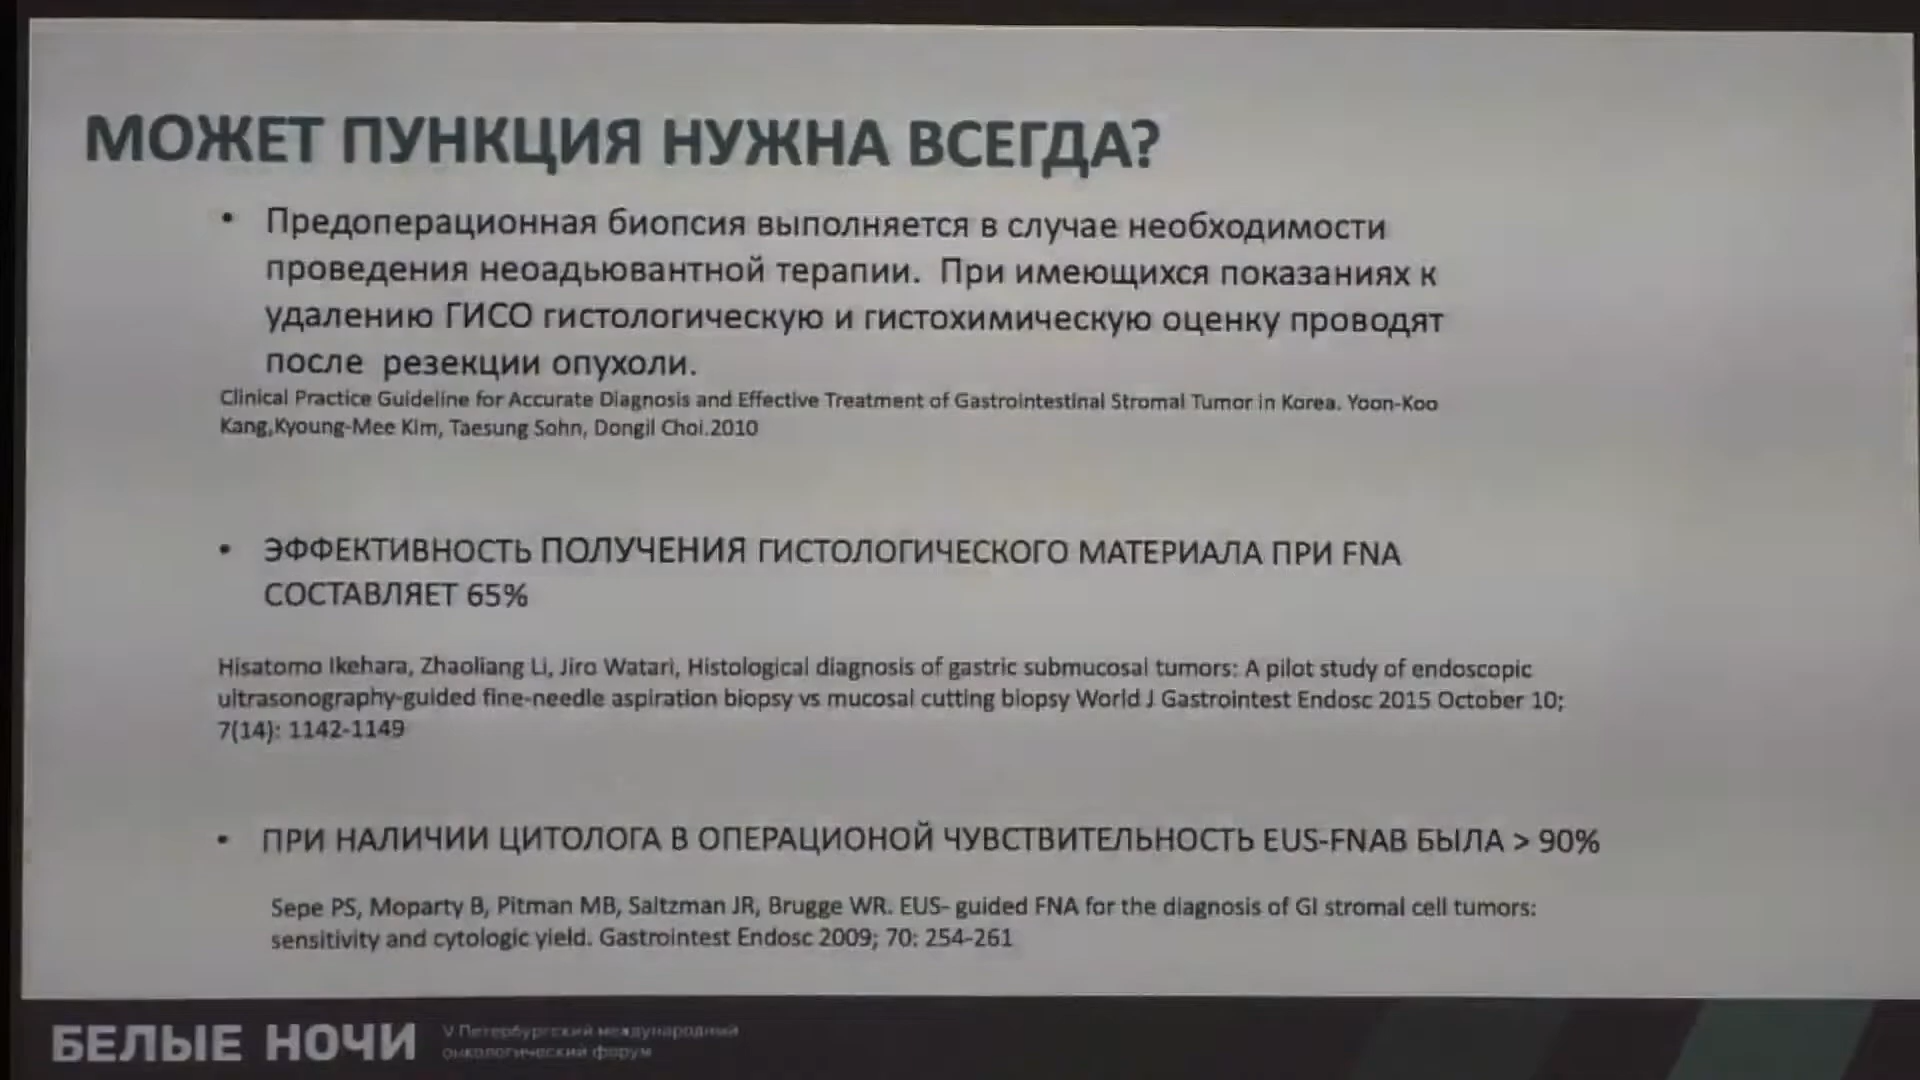 МОЖЕТ ПУНКЦИЯ НУЖНА ВСЕГДА?
• Предоперационная биопсия выполняется в случае необходимости
проведения неоадьювантной терапии. При имеющихся показаниях к
удалению ГИСО гистологическую и гистохимическую оценку проводят
после резекции опухоли.
Clinical Practice Guideline for Accurate Diagnosis and Effective Treatment of Gastrointestinal Stromal Tumor in Korea. Yoon-Koo
Kang,Kyoung-Mee Kim, Taesung Sohn, Dongil Choi.2010
• ЭФФЕКТИВНОСТЬ ПОЛУЧЕНИЯ ГИСТОЛОГИЧЕСКОГО МАТЕРИАЛА ПРИ FNA
СОСТАВЛЯЕТ 65%
Hisatomo Ikehara, Zhaoliang Li, Jiro Watari, Histological diagnosis of gastric submucosal tumors: A pilot study of endoscopic
ultrasonography-guided fine-needle aspiration biopsy vs mucosal cutting biopsy World J Gastrointest Endosc 2015 October 10;
7(14): 1142-1149
• ПРИ НАЛИЧИИ ЦИТОЛОГА В ОПЕРАЦИОНОЙ ЧУВСТВИТЕЛЬНОСТЬ EUS-FNAB БЫЛА > 90%
Sepe PS, Moparty B, Pitman MB, Saltzman JR, Brugge WR. EUS- guided FNA for the diagnosis of GI stromal cell tumors:
sensitivity and cytologic yield. Gastrointest Endosc 2009; 70: 254-261
БЕЛЫЕ НОЧИ
V Петербургский международный
онкологический форум